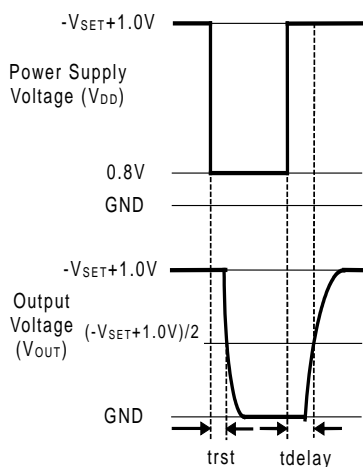 -VSET+1.0V
Power Supply
Voltage (VDD)
0.8V
GND
-VSET+1.0V
Output
Voltage
(VOUT)
(-VSET+1.0V)/2
GND
trst
tdelay